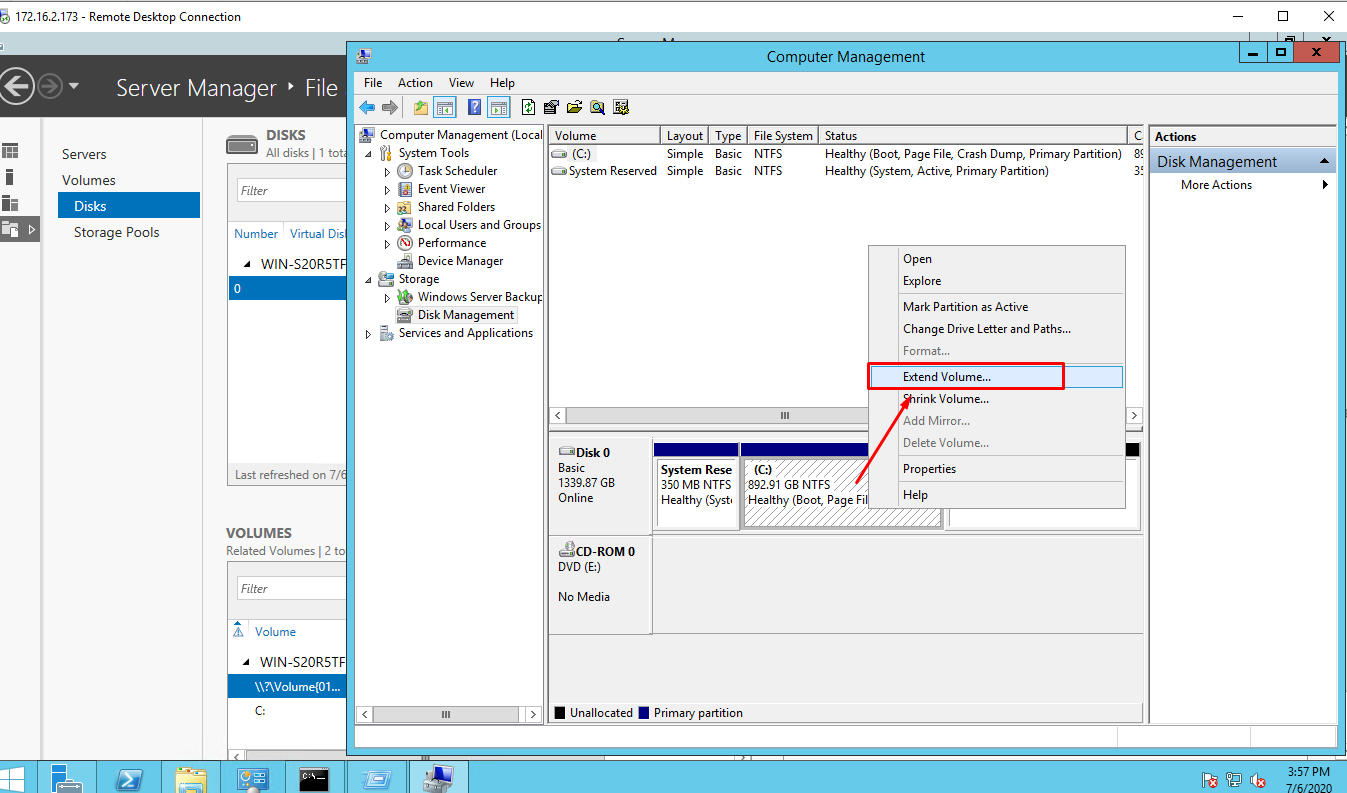 172.16.2.173 - Remote Desktop Connection
Computer Management
Server Manager
File
File Action View Help
Servers
Volumes
Disks
Storage Pools
DISKS
All disks | 1 tota
Filter
Number Virtual Dis
WIN-S20R5TF
0
Last refreshed on 7/6
VOLUMES
Related Volumes | 2 to
Filter
Volume
WIN-S20R5TF
\\?\Volume{01...
C:
Computer Management (Local
System Tools
Task Scheduler
Event Viewer
Shared Folders
Local Users and Groups
Performance
Device Manager
Storage
Windows Server Backup
Disk Management
Services and Applications
Volume Layout Type File System Status C
(C:) Simple Basic NTFS Healthy (Boot, Page File, Crash Dump, Primary Partition) 89
System Reserved Simple Basic NTFS Healthy (System, Active, Primary Partition) 35
Open
Explore
Mark Partition as Active
Change Drive Letter and Paths...
Format...
Extend Volume...
Shrink Volume...
Add Mirror...
Delete Volume...
Properties
Help
Disk 0
Basic
1339.87 GB
Online
System Rese
350 MB NTFS
Healthy (Syst
(C:)
892.91 GB NTFS
Healthy (Boot, Page Fil
CD-ROM 0
DVD (E:)
No Media
Unallocated Primary partition
Actions
Disk Management
More Actions
3:57 PM
7/6/2020